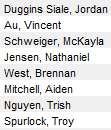 Duggins Siale, Jordan
Au, Vincent
Schweiger, McKayla
Jensen, Nathaniel
West, Brennan
Mitchell, Aiden
Nguyen, Trish
Spurlock, Troy